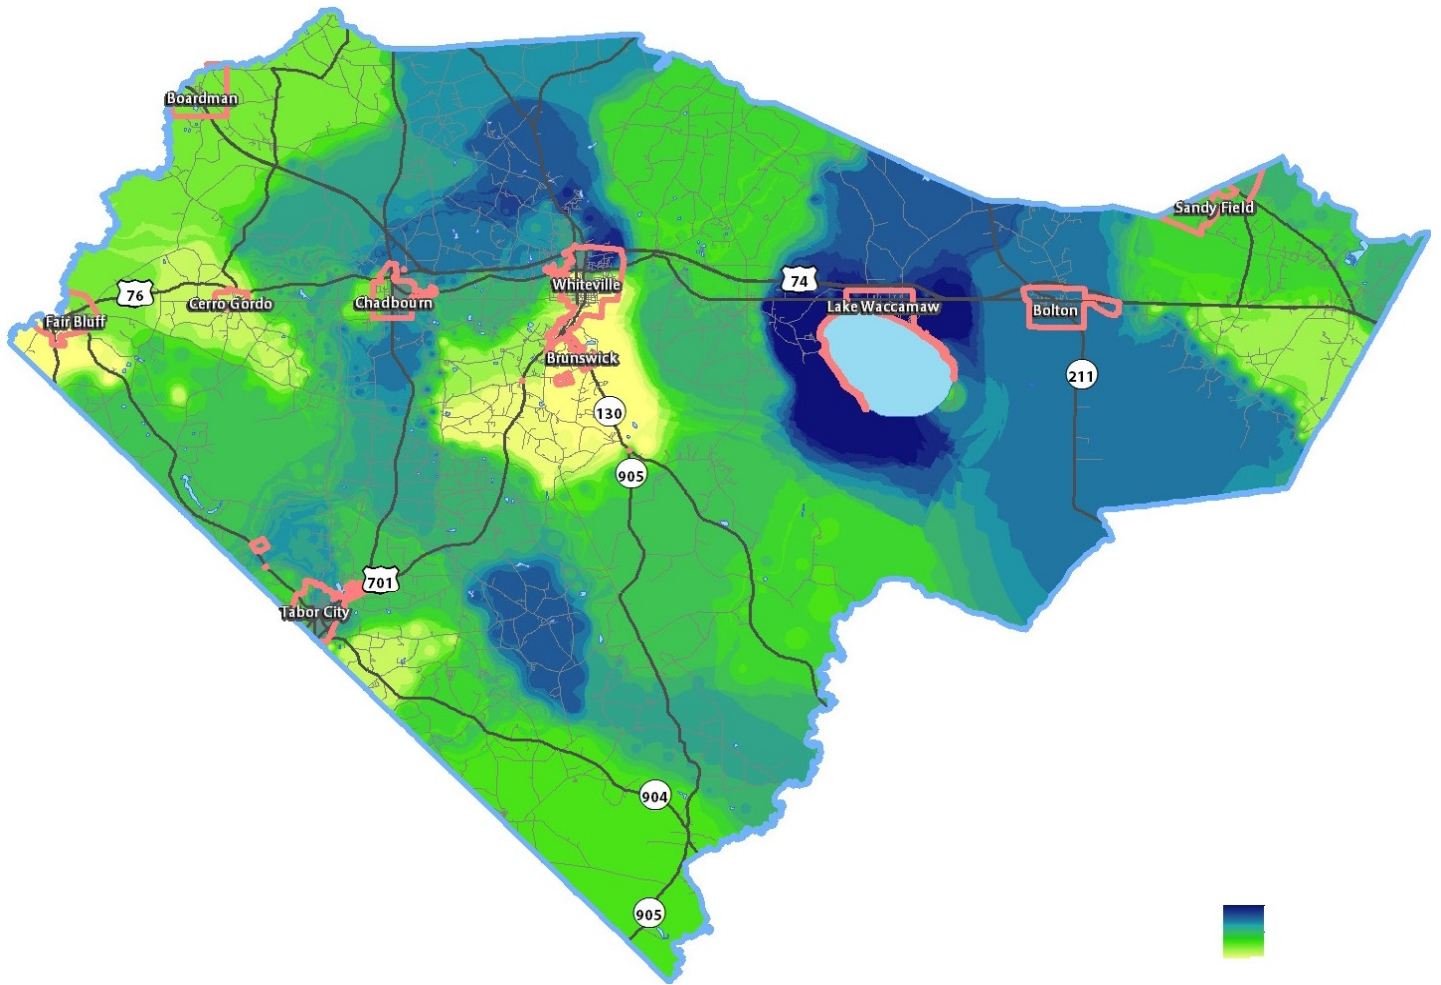 Boardman
Sandy Field
74
Whiteville
76
Cerro Gordo
Chadbourn
Lake Waccamaw
Bolton
Fair Bluff
Brunswick
211
130
905
701
Tabor City
904
905